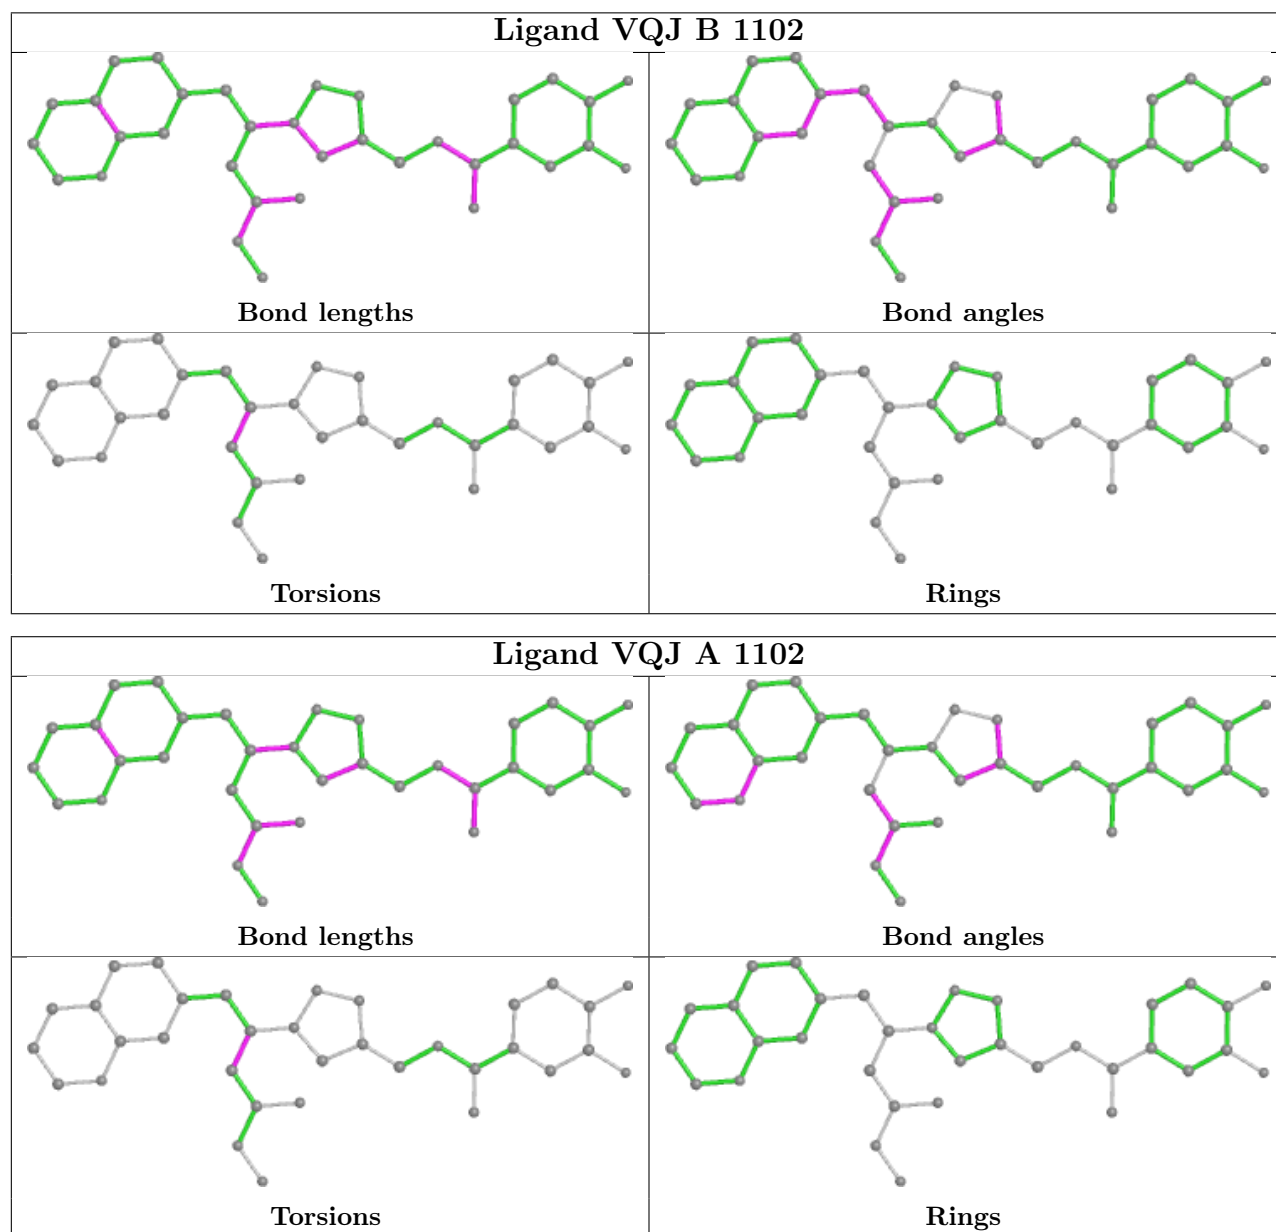 Ligand VQJ B 1102
Bond lengths
Bond angles
Torsions
Rings
Ligand VQJ A 1102
Bond lengths
Bond angles
Torsions
Rings